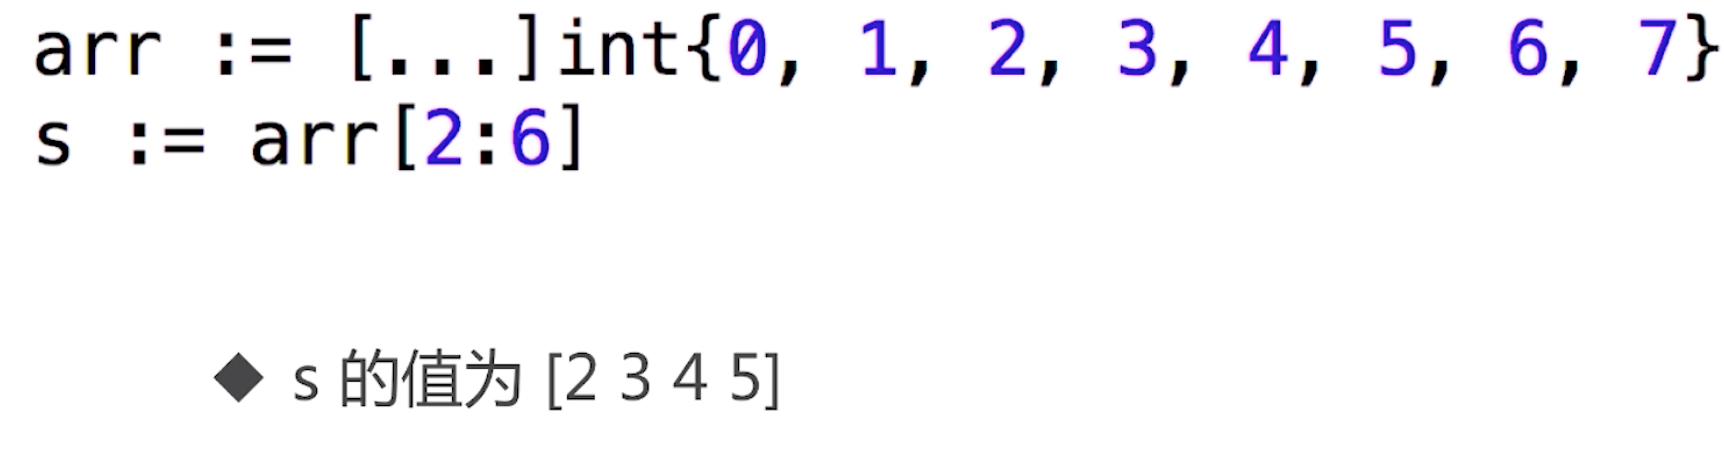 arr := [...]int{0, 1, 2, 3, 4, 5, 6, 7}
s := arr[2:6]
◆ s 的值为 [2 3 4 5]